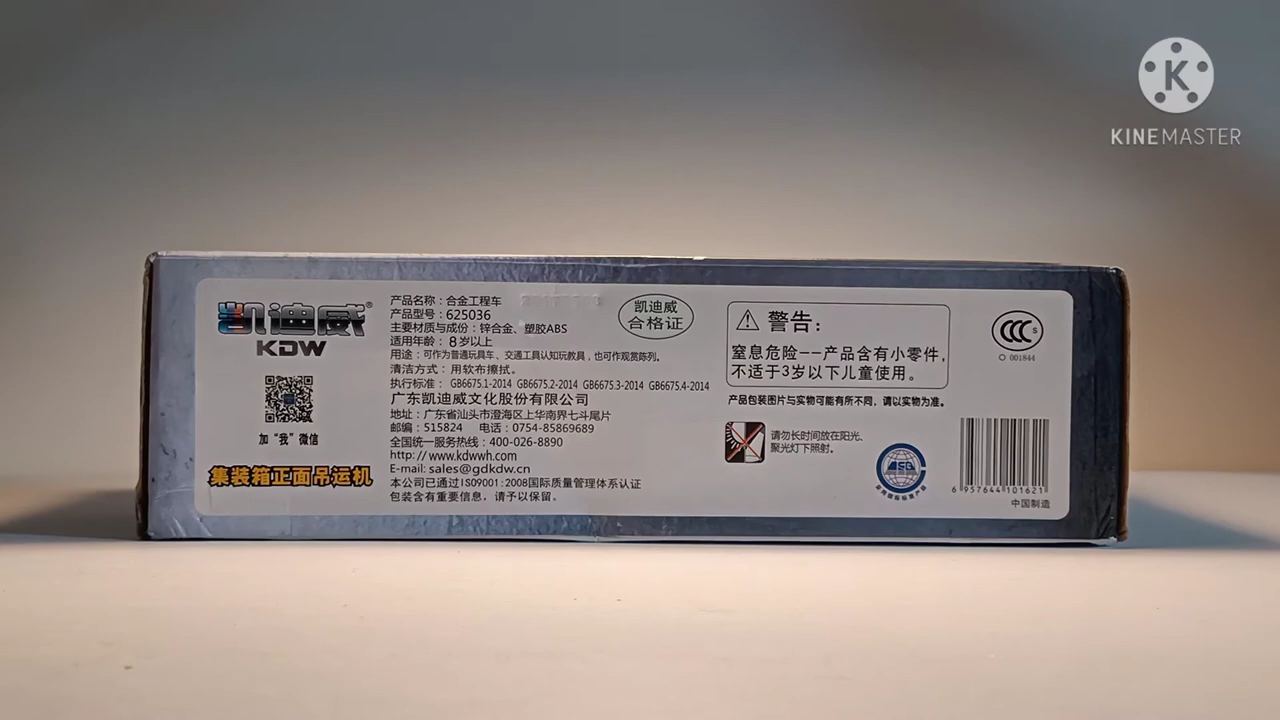 K
KINEMASTER
凯迪威®
KDW
加“我”微信
集装箱正面吊运机
产品名称：合金工程车
产品型号：625036
主要材质与成份：锌合金、塑胶ABS
适用年龄：8岁以上
用途：可作为普通玩具车、交通工具认知玩教具，也可作观赏陈列。
清洁方式：用软布擦拭。
执行标准： GB6675.1-2014 GB6675.2-2014 GB6675.3-2014 GB6675.4-2014
广东凯迪威文化股份有限公司
地址：广东省汕头市澄海区上华南界七斗尾片
邮编：515824 电话：0754-85869689
全国统一服务热线：400-026-8890
http://www.kdwwh.com
E-mail: sales@gdkdw.cn
本公司已通过ISO9001:2008国际质量管理体系认证
包装含有重要信息，请予以保留。
凯迪威
合格证
警告：
窒息危险——产品含有小零件，
不适于3岁以下儿童使用。
产品包装图片与实物可能有所不同，请以实物为准。
请勿长时间放在阳光、
聚光灯下照射。
CCC S
001844
6 957644 101621
中国制造